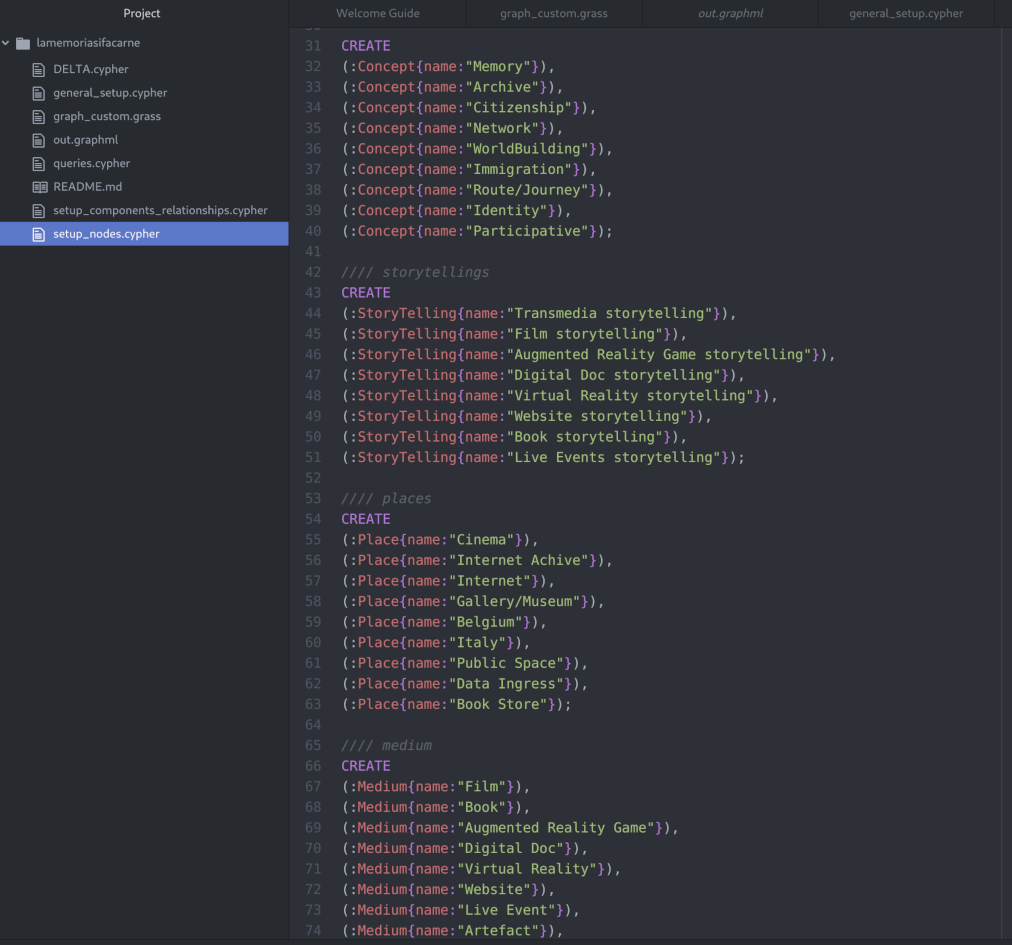 Project
lamemoriasifacarne
DELTA.cypher
general_setup.cypher
graph_custom.grass
out.graphml
queries.cypher
README.md
setup_components_relationships.cypher
setup_nodes.cypher
Welcome Guide graph_custom.grass out.graphml general_setup.cypher
31 CREATE
32 (:Concept{name:"Memory"}),
33 (:Concept{name:"Archive"}),
34 (:Concept{name:"Citizenship"}),
35 (:Concept{name:"Network"}),
36 (:Concept{name:"WorldBuilding"}),
37 (:Concept{name:"Immigration"}),
38 (:Concept{name:"Route/Journey"}),
39 (:Concept{name:"Identity"}),
40 (:Concept{name:"Participative"});
41
42 //// storytellings
43 CREATE
44 (:StoryTelling{name:"Transmedia storytelling"}),
45 (:StoryTelling{name:"Film storytelling"}),
46 (:StoryTelling{name:"Augmented Reality Game storytelling"}),
47 (:StoryTelling{name:"Digital Doc storytelling"}),
48 (:StoryTelling{name:"Virtual Reality storytelling"}),
49 (:StoryTelling{name:"Website storytelling"}),
50 (:StoryTelling{name:"Book storytelling"}),
51 (:StoryTelling{name:"Live Events storytelling"});
52
53 //// places
54 CREATE
55 (:Place{name:"Cinema"}),
56 (:Place{name:"Internet Achive"}),
57 (:Place{name:"Internet"}),
58 (:Place{name:"Gallery/Museum"}),
59 (:Place{name:"Belgium"}),
60 (:Place{name:"Italy"}),
61 (:Place{name:"Public Space"}),
62 (:Place{name:"Data Ingress"}),
63 (:Place{name:"Book Store"});
64
65 //// medium
66 CREATE
67 (:Medium{name:"Film"}),
68 (:Medium{name:"Book"}),
69 (:Medium{name:"Augmented Reality Game"}),
70 (:Medium{name:"Digital Doc"}),
71 (:Medium{name:"Virtual Reality"}),
72 (:Medium{name:"Website"}),
73 (:Medium{name:"Live Event"}),
74 (:Medium{name:"Artefact"}),